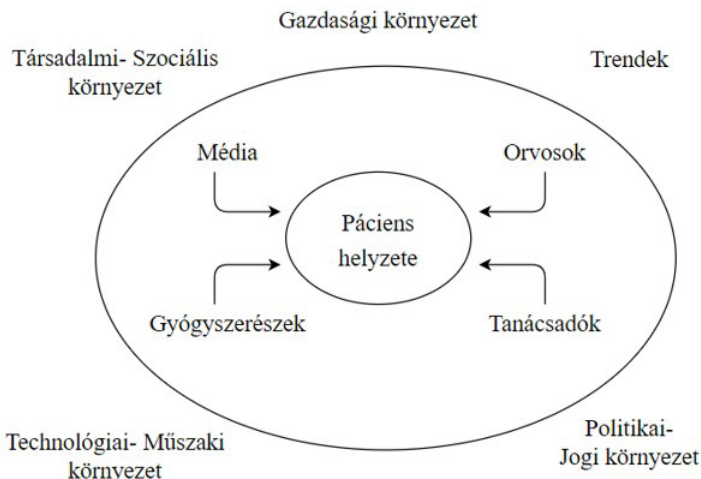 Gazdasági környezet
Társadalmi- Szociális
környezet
Trendek
Média
Orvosok
Páciens
helyzete
Gyógyszerészek
Tanácsadók
Technológiai- Műszaki
környezet
Politikai-
Jogi környezet